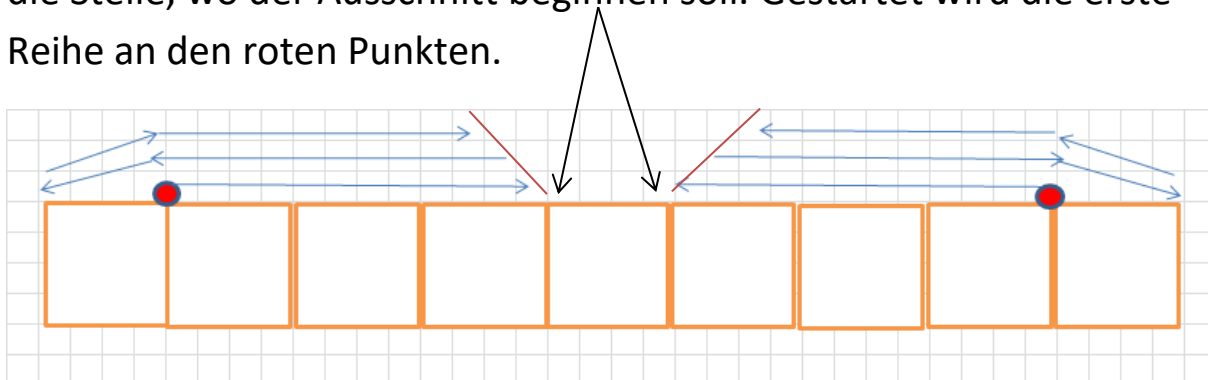 die Stelle, wo der Ausschnitt beginnen soll. Gestartet wird die erste
Reihe an den roten Punkten.